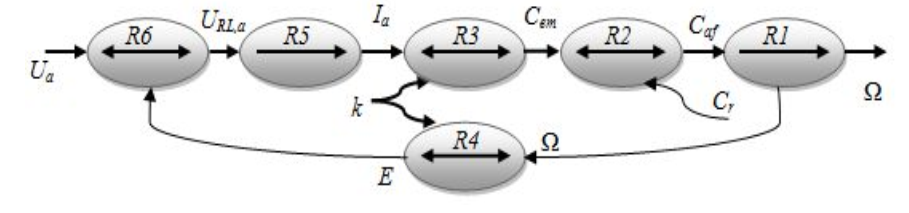 R6 U_RL,a R5 I_a R3 C_em R2 C_af R1
U_a Ω
k C_r
R4 Ω
E